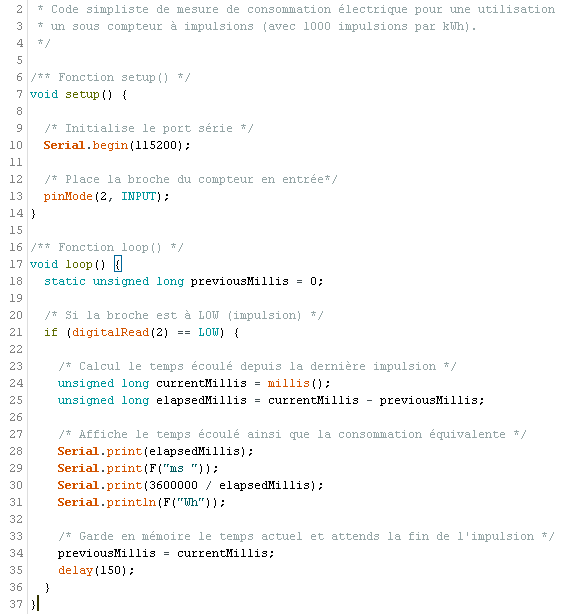 2 * Code simpliste de mesure de consommation électrique pour une utilisation
3 * un sous compteur à impulsions (avec 1000 impulsions par kWh).
4 */
5
6 /** Fonction setup() */
7 void setup() {
8
9 /* Initialise le port série */
10 Serial.begin(115200);
11
12 /* Place la broche du compteur en entrée*/
13 pinMode(2, INPUT);
14 }
15
16 /** Fonction loop() */
17 void loop() {
18 static unsigned long previousMillis = 0;
19
20 /* Si la broche est à LOW (impulsion) */
21 if (digitalRead(2) == LOW) {
22
23 /* Calcul le temps écoulé depuis la dernière impulsion */
24 unsigned long currentMillis = millis();
25 unsigned long elapsedMillis = currentMillis - previousMillis;
26
27 /* Affiche le temps écoulé ainsi que la consommation équivalente */
28 Serial.print(elapsedMillis);
29 Serial.print(F("ms "));
30 Serial.print(3600000 / elapsedMillis);
31 Serial.println(F("Wh"));
32
33 /* Garde en mémoire le temps actuel et attends la fin de l'impulsion */
34 previousMillis = currentMillis;
35 delay(150);
36 }
37 }